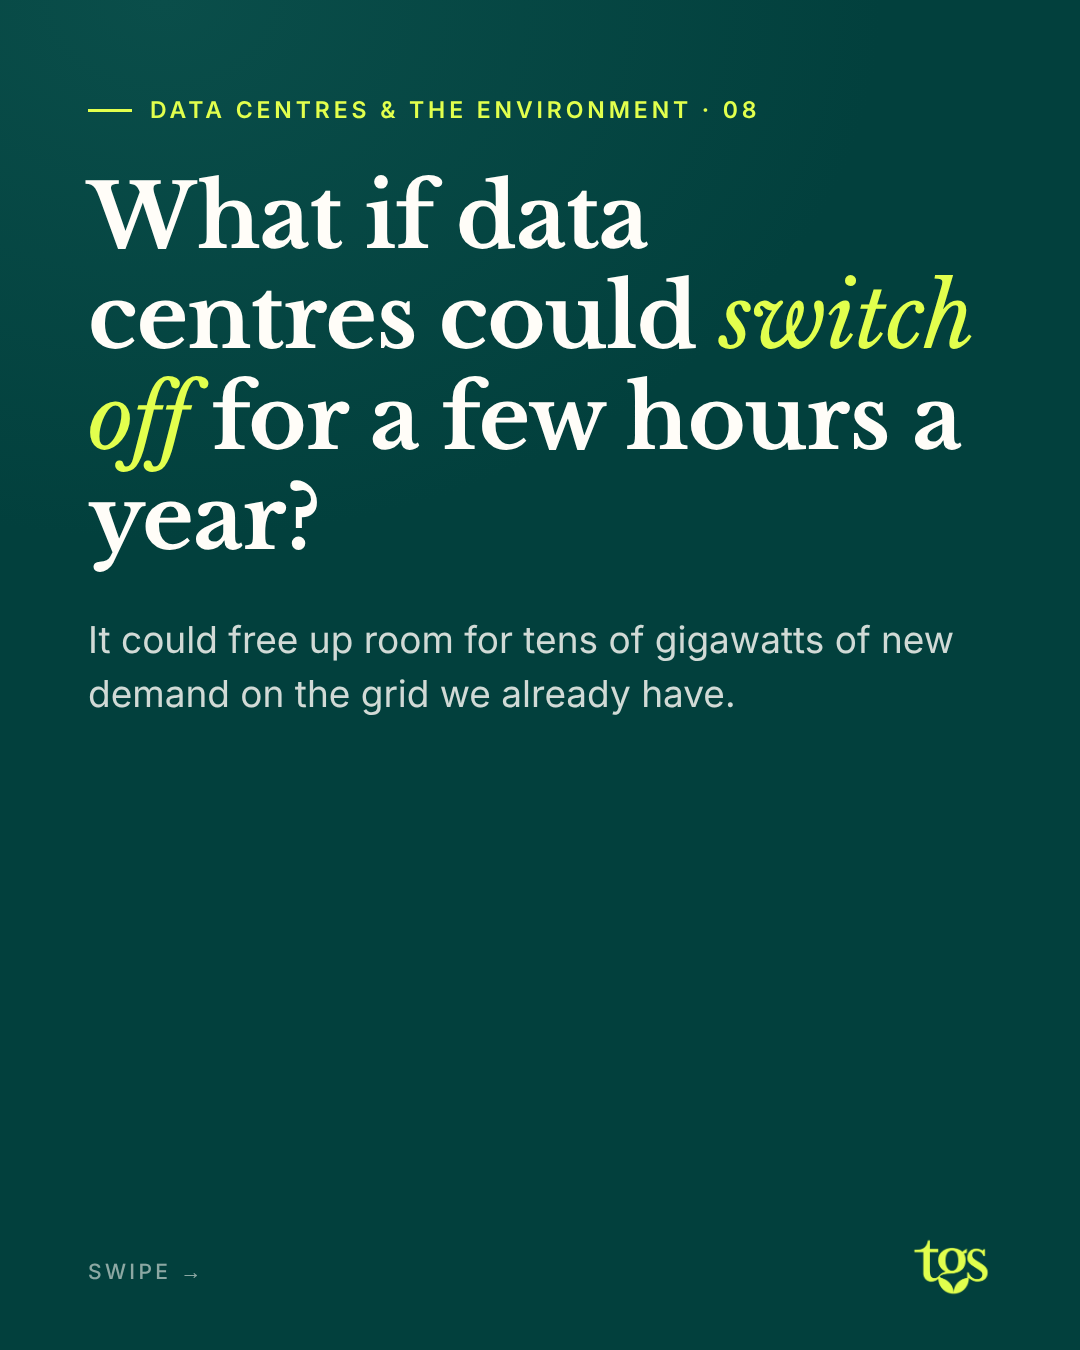 DATA CENTRES & THE ENVIRONMENT · 08
What if data
centres could switch
off for a few hours a
year?
It could free up room for tens of gigawatts of new
demand on the grid we already have.
SWIPE →
tgs